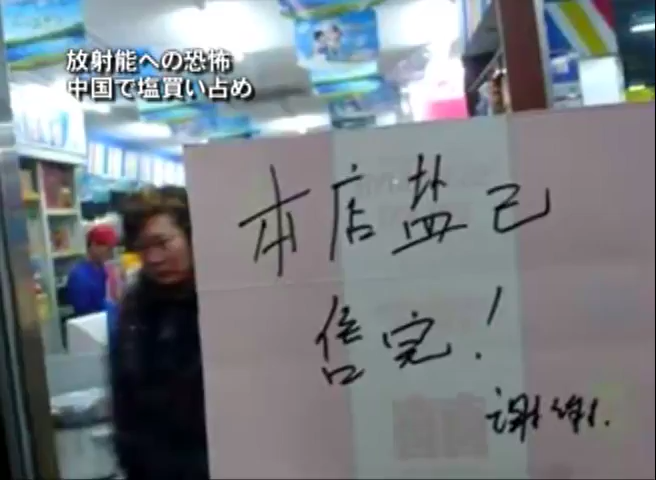 放射能への恐怖
中国で塩買い占め
本店盐已
售完！
谢谢.